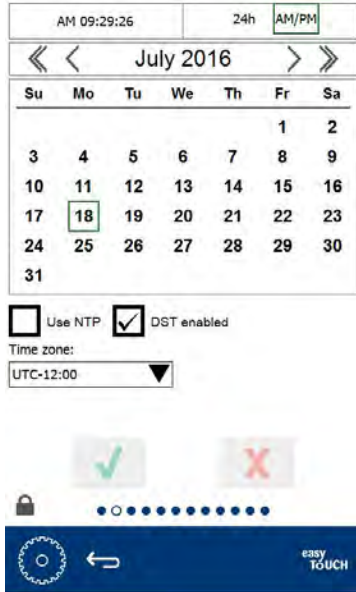 AM 09:29:26 24h AM/PM
July 2016
Su Mo Tu We Th Fr Sa
1 2
3 4 5 6 7 8 9
10 11 12 13 14 15 16
17 18 19 20 21 22 23
24 25 26 27 28 29 30
31
Use NTP DST enabled
Time zone:
UTC-12:00
easy
TOUCH